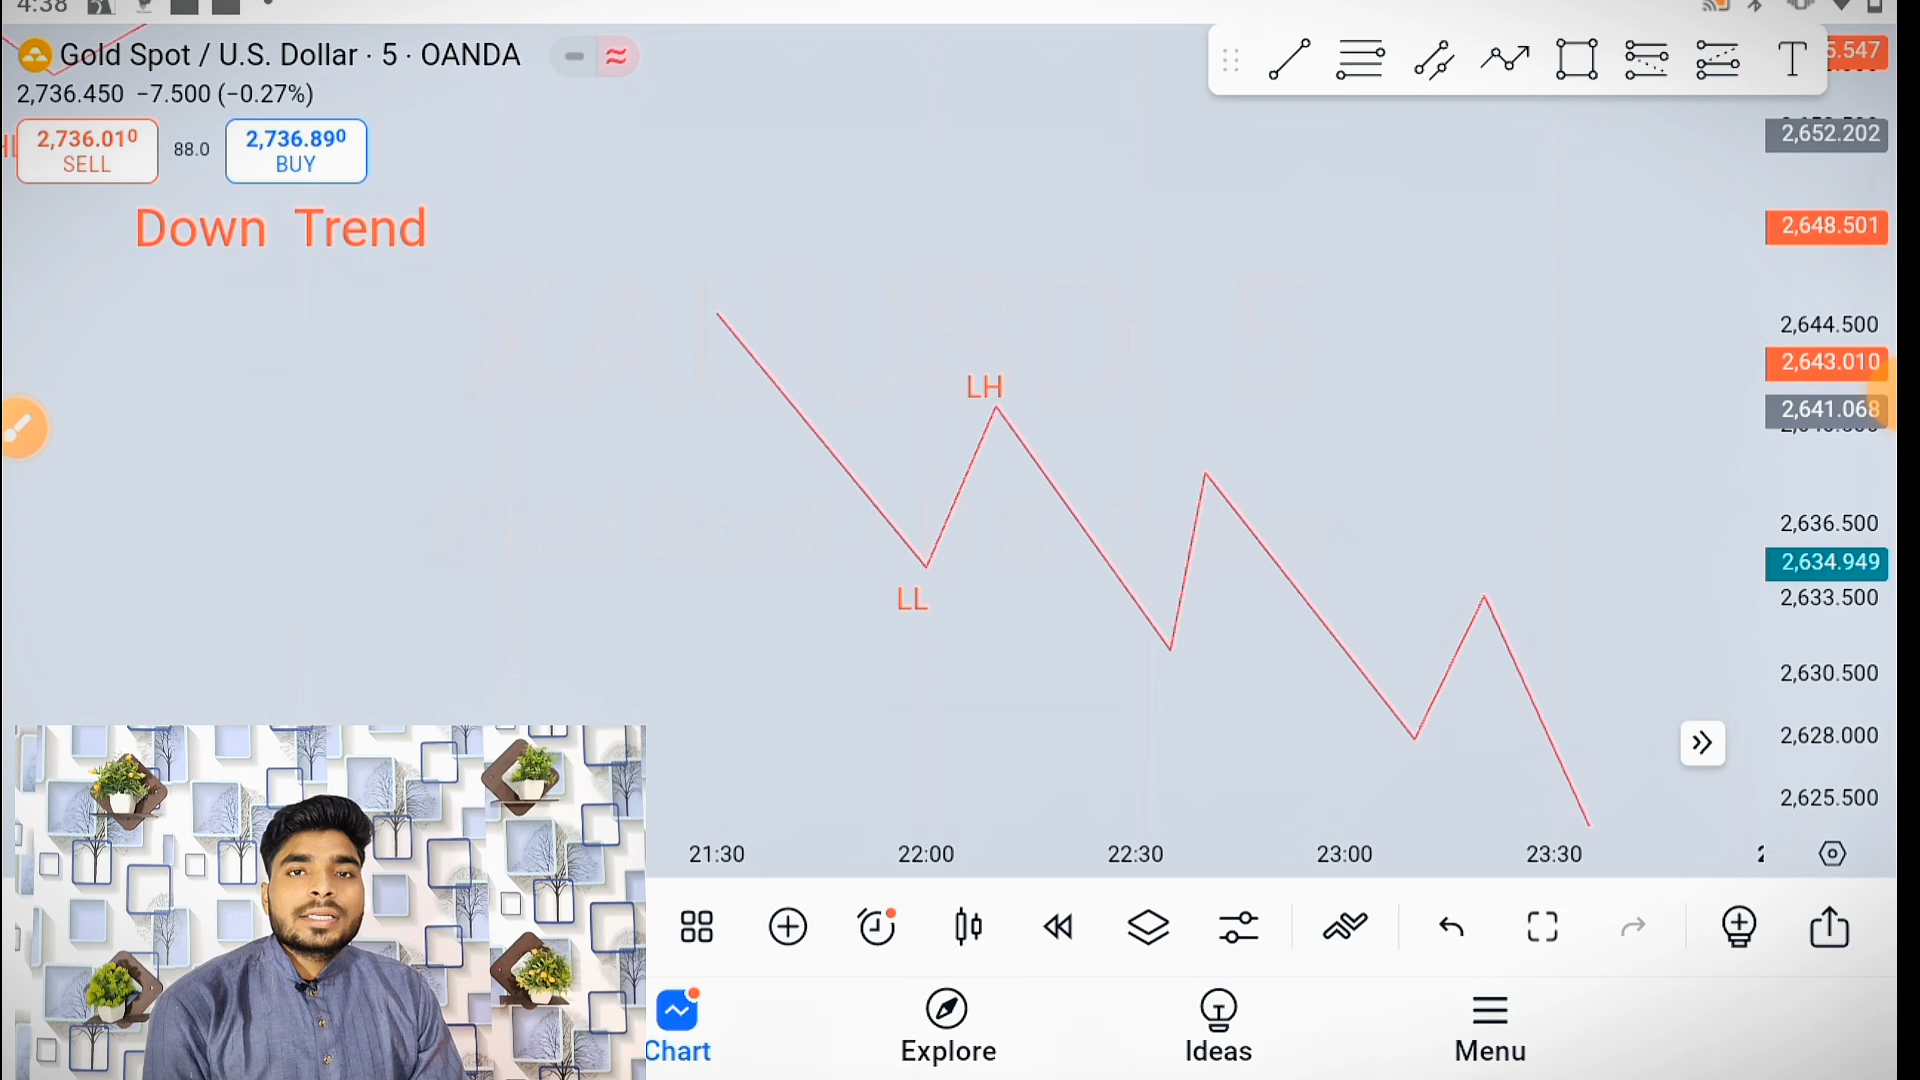 4:38
Gold Spot / U.S. Dollar · 5 · OANDA
2,736.450 −7.500 (−0.27%)
2,736.010
SELL
88.0
2,736.890
BUY
Down Trend
T
5.547
2,652.202
2,648.501
2,644.500
2,643.010
2,641.068
2,636.500
2,634.949
2,633.500
2,630.500
2,628.000
2,625.500
XAUUSD, 5
LH
LL
21:30
22:00
22:30
23:00
23:30
Chart
Explore
Ideas
Menu